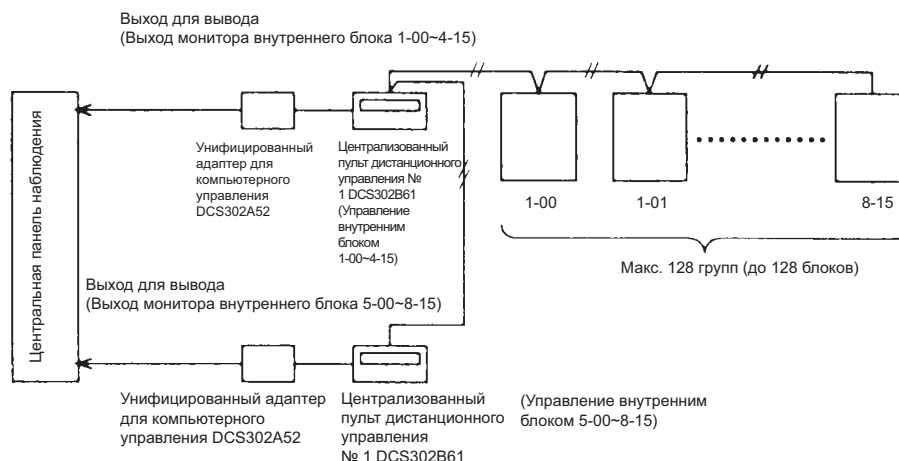 Выход для вывода
(Выход монитора внутреннего блока 1-00~4-15)
Центральная панель наблюдения
Унифицированный
адаптер для
компьютерного
управления
DCS302A52
Централизованный
пульт дистанционного
управления №
1 DCS302B61
(Управление
внутренним
блоком
1-00~4-15)
1-00
1-01
8-15
Макс. 128 групп (до 128 блоков)
Выход для вывода
(Выход монитора внутреннего блока 5-00~8-15)
Унифицированный адаптер
для компьютерного
управления DCS302A52
Централизованный
пульт дистанционного
управления
№ 1 DCS302B61
(Управление внутренним
блоком 5-00~8-15)